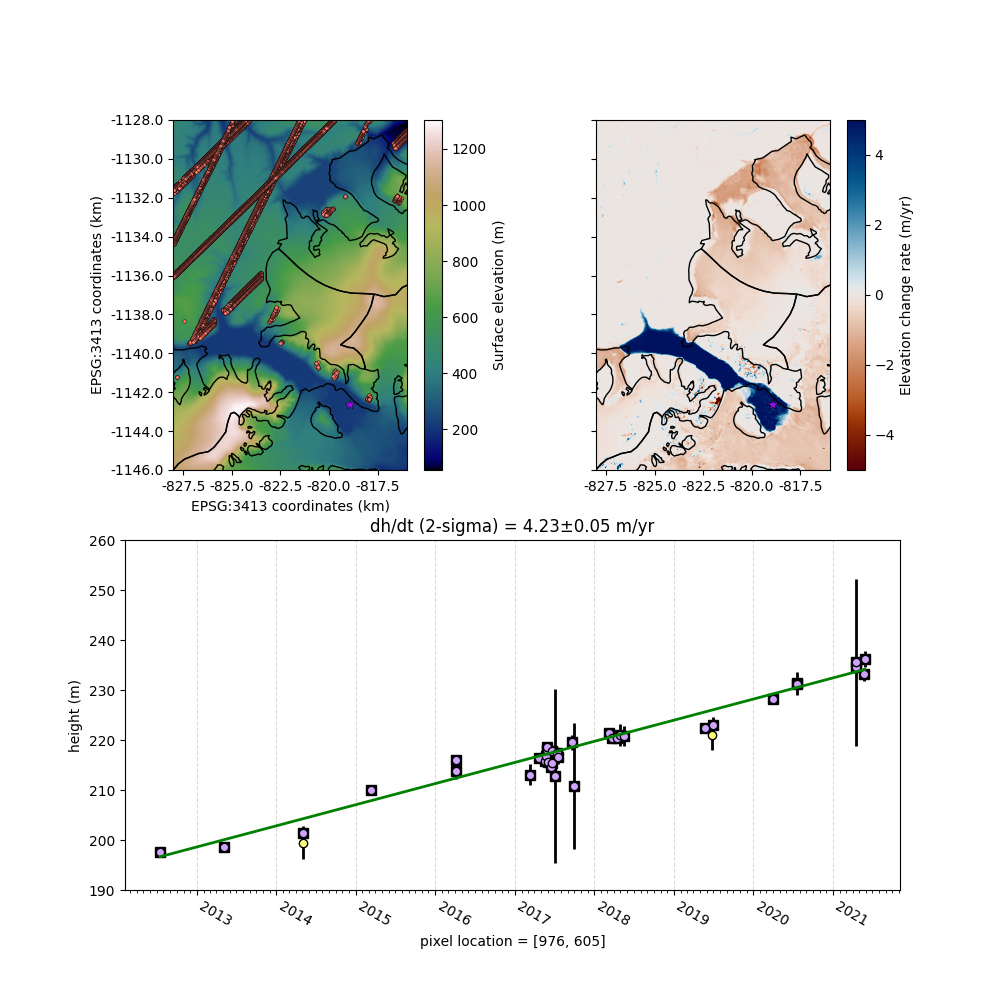 -1128.0
-1130.0
-1132.0
-1134.0
-1136.0
-1138.0
-1140.0
-1142.0
-1144.0
-1146.0
EPSG:3413 coordinates (km)
-827.5 -825.0 -822.5 -820.0 -817.5
EPSG:3413 coordinates (km)
1200
1000
800
600
400
200
Surface elevation (m)
-827.5 -825.0 -822.5 -820.0 -817.5
4
2
0
−2
−4
Elevation change rate (m/yr)
dh/dt (2-sigma) = 4.23±0.05 m/yr
260
250
240
230
220
210
200
190
height (m)
2013 2014 2015 2016 2017 2018 2019 2020 2021
pixel location = [976, 605]